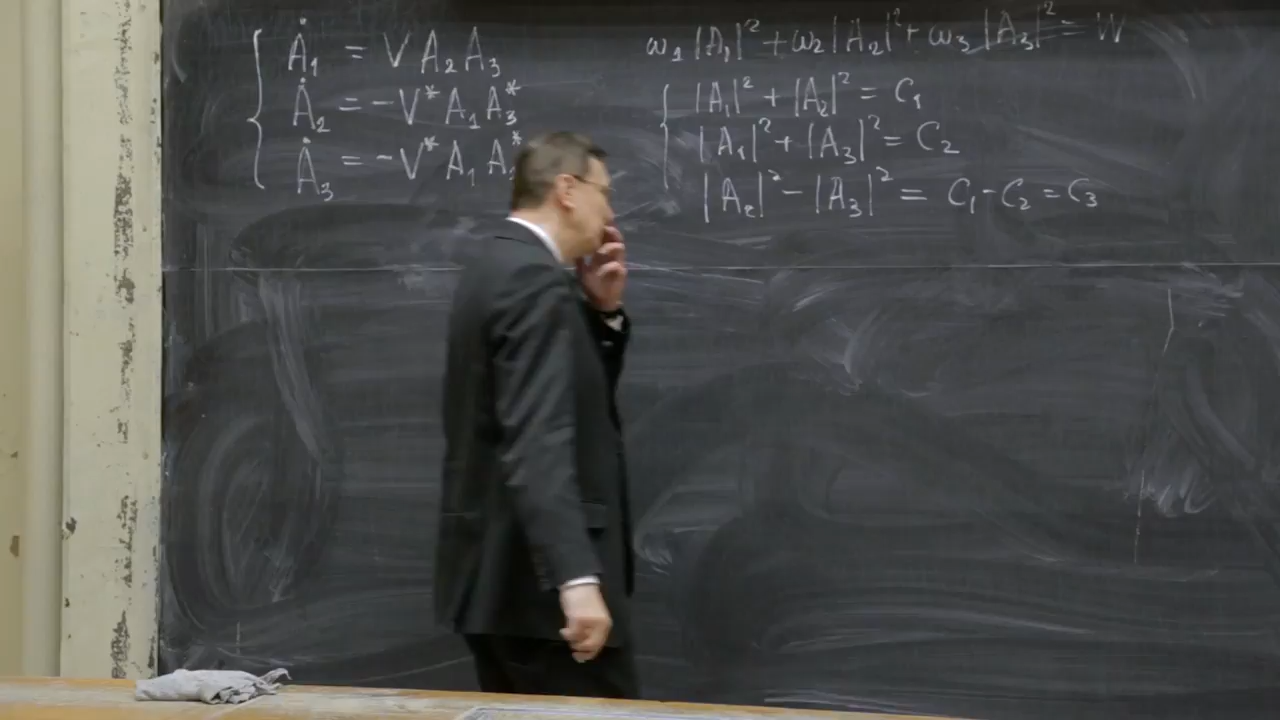 Ȧ₁ = V A₂ A₃
Ȧ₂ = -V* A₁ A₃*
Ȧ₃ = -V* A₁ A
ω₁|A₁|² + ω₂|A₂|² + ω₃|A₃|² = W
|A₁|² + |A₂|² = C₁
|A₁|² + |A₃|² = C₂
|A₂|² - |A₃|² = C₁ - C₂ = C₃